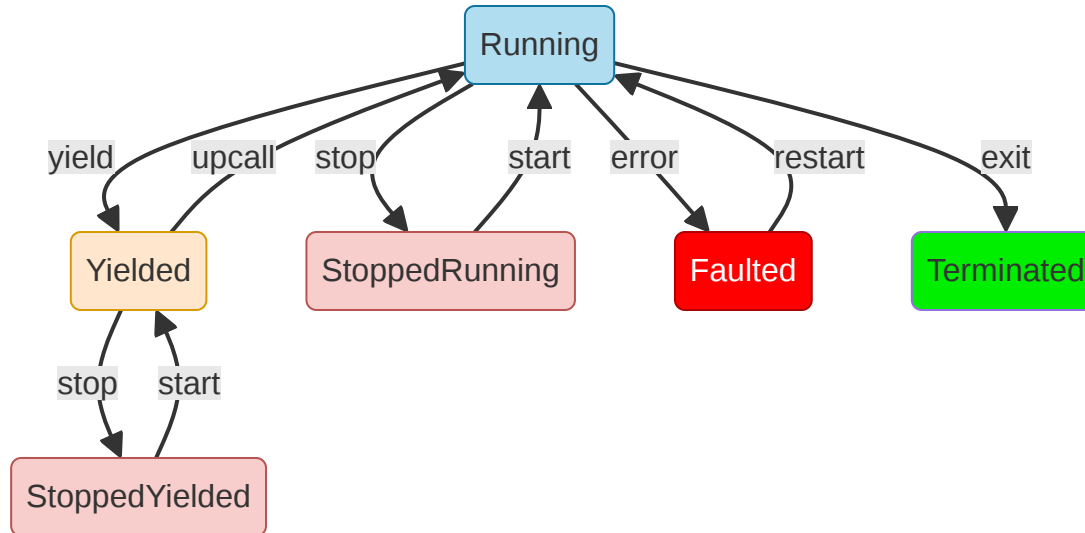 Running
yield
upcall
stop
start
error
restart
exit
Yielded
StoppedRunning
Faulted
Terminated
stop
start
StoppedYielded